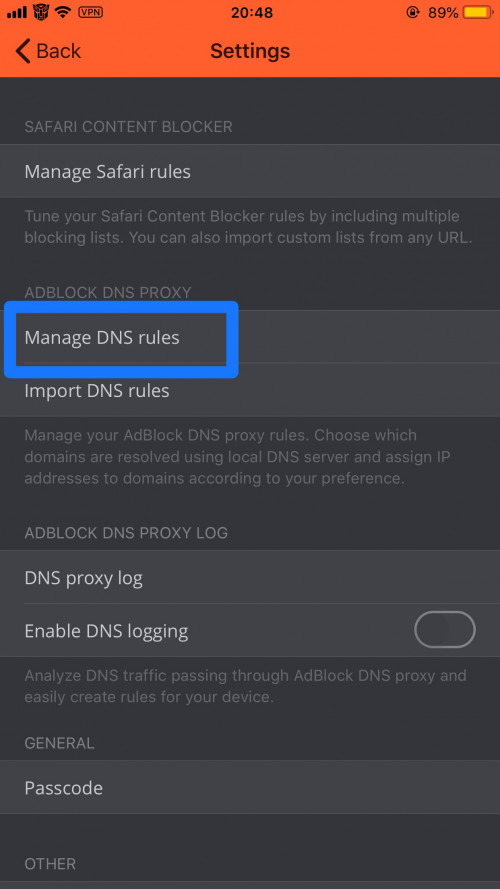 VPN
20:48
89%
Back
Settings
SAFARI CONTENT BLOCKER
Manage Safari rules
Tune your Safari Content Blocker rules by including multiple
blocking lists. You can also import custom lists from any URL.
ADBLOCK DNS PROXY
Manage DNS rules
Import DNS rules
Manage your AdBlock DNS proxy rules. Choose which
domains are resolved using local DNS server and assign IP
addresses to domains according to your preference.
ADBLOCK DNS PROXY LOG
DNS proxy log
Enable DNS logging
Analyze DNS traffic passing through AdBlock DNS proxy and
easily create rules for your device.
GENERAL
Passcode
OTHER